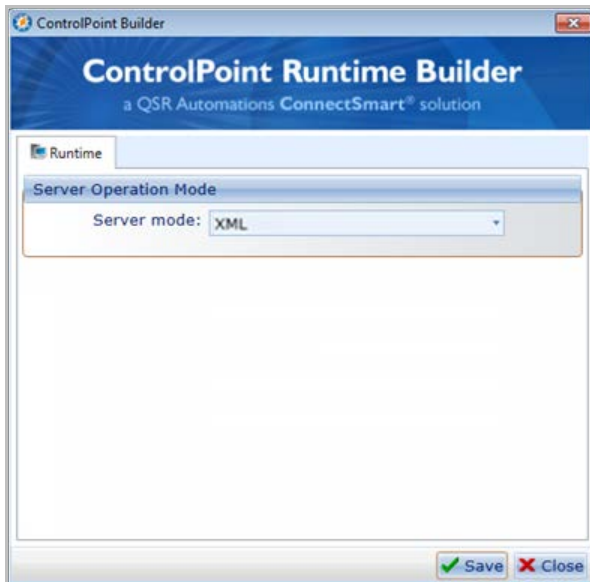 ControlPoint Builder
ControlPoint Runtime Builder
a QSR Automations ConnectSmart® solution
Runtime
Server Operation Mode
Server mode: XML
Save Close